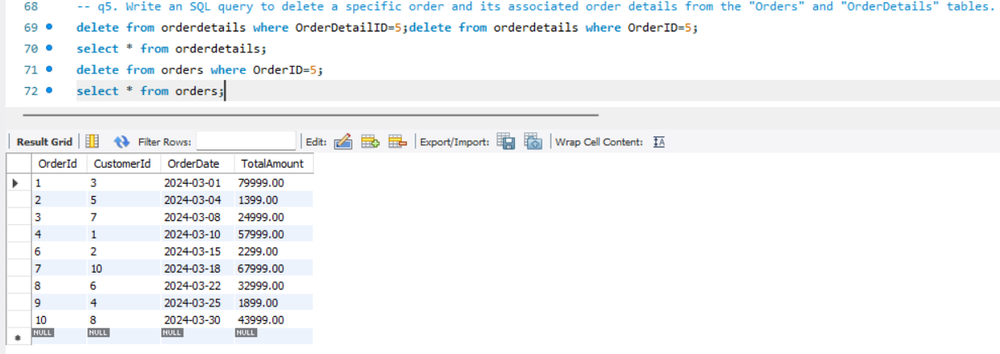 68 -- q5. Write an SQL query to delete a specific order and its associated order details from the "Orders" and "OrderDetails" tables.
69 delete from orderdetails where OrderDetailID=5;delete from orderdetails where OrderID=5;
70 select * from orderdetails;
71 delete from orders where OrderID=5;
72 select * from orders;
Result Grid Filter Rows: Edit: Export/Import: Wrap Cell Content: IA
OrderId CustomerId OrderDate TotalAmount
1 3 2024-03-01 79999.00
2 5 2024-03-04 1399.00
3 7 2024-03-08 24999.00
4 1 2024-03-10 57999.00
6 2 2024-03-15 2299.00
7 10 2024-03-18 67999.00
8 6 2024-03-22 32999.00
9 4 2024-03-25 1899.00
10 8 2024-03-30 43999.00
NULL NULL NULL NULL